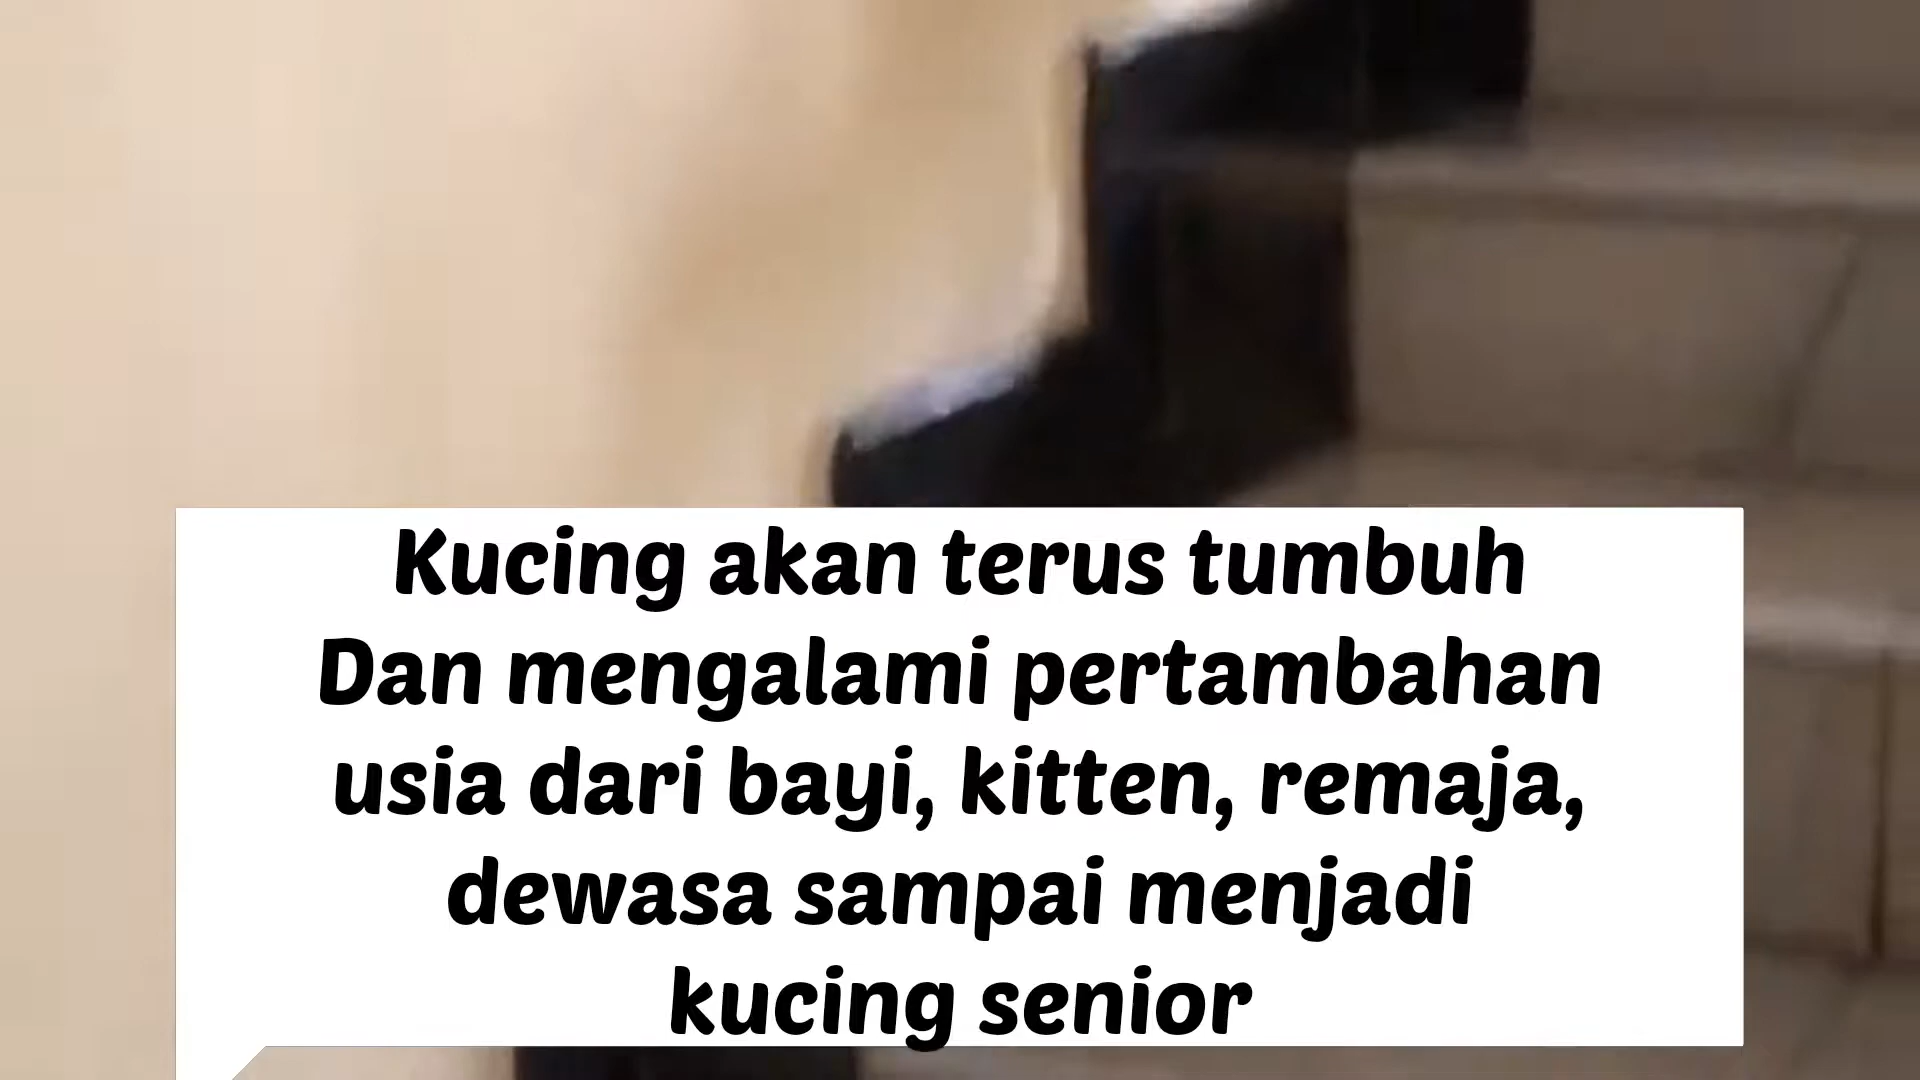 Kucing akan terus tumbuh
Dan mengalami pertambahan
usia dari bayi, kitten, remaja,
dewasa sampai menjadi
kucing senior